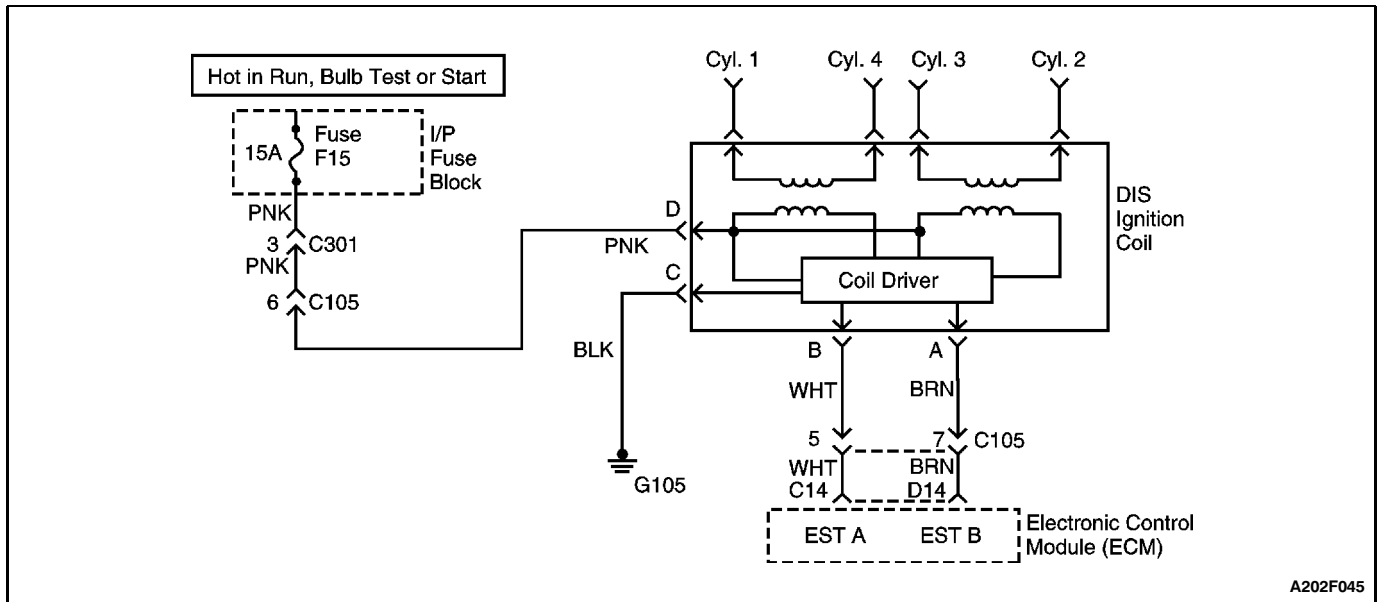 Hot in Run, Bulb Test or Start
Cyl. 1
Cyl. 4
Cyl. 3
Cyl. 2
15A
Fuse
F15
I/P
Fuse
Block
PNK
3
C301
PNK
6
C105
PNK
D
C
BLK
G105
DIS
Ignition
Coil
Coil Driver
B
A
WHT
BRN
5
7
C105
WHT
BRN
C14
D14
EST A
EST B
Electronic Control
Module (ECM)
A202F045